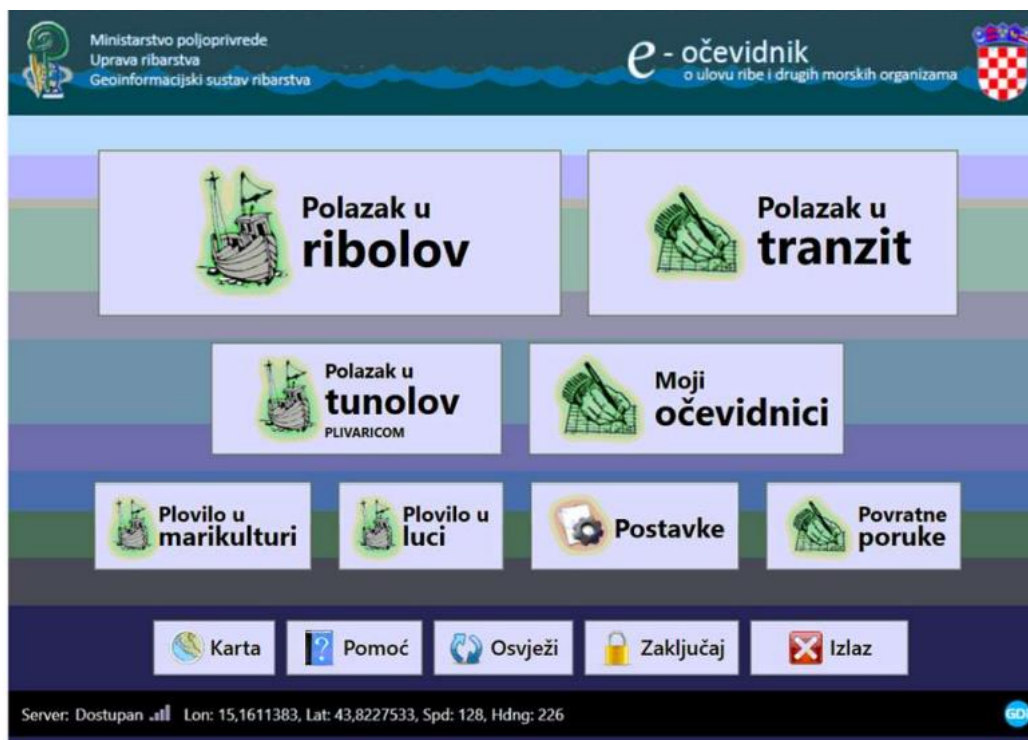 Ministarstvo poljoprivrede
Uprava ribarstva
Geoinformacijski sustav ribarstva
e - očevidnik
o ulovu ribe i drugih morskih organizama
Polazak u
ribolov
Polazak u
tranzit
Polazak u
tunolov
PLIVARICOM
Moji
očevidnici
Plovilo u
marikulturi
Plovilo u
luci
Postavke
Povratne
poruke
Karta
Pomoć
Osvježi
Zaključaj
Izlaz
Server: Dostupan Lon: 15,1611383, Lat: 43,8227533, Spd: 128, Hdng: 226